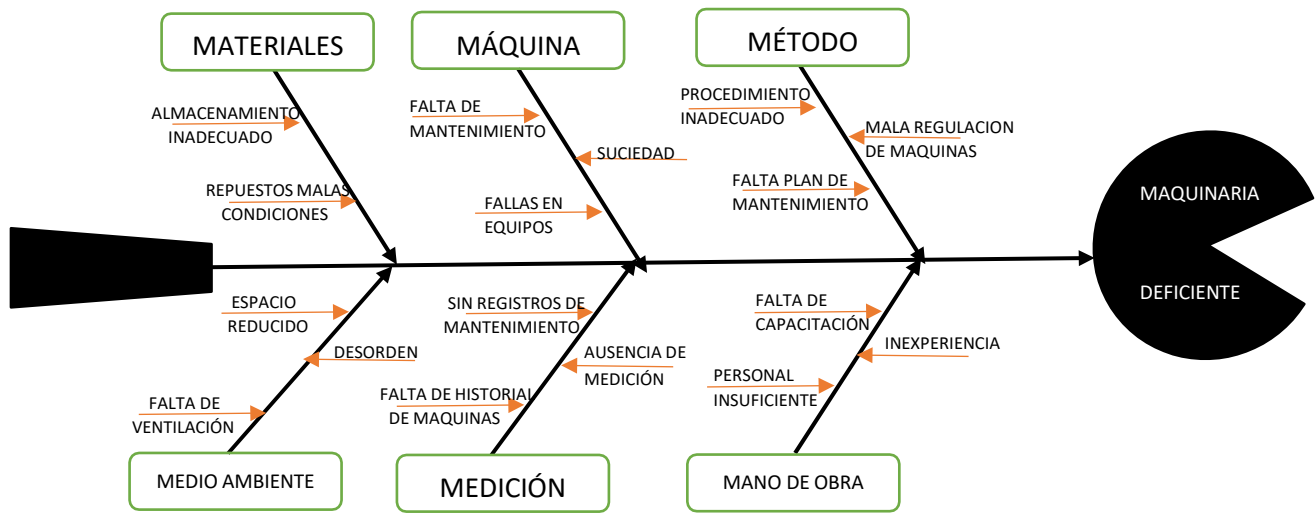 MATERIALES
MÁQUINA
MÉTODO
ALMACENAMIENTO
INADECUADO
REPUESTOS MALAS
CONDICIONES
FALTA DE
MANTENIMIENTO
SUCIEDAD
FALLAS EN
EQUIPOS
PROCEDIMIENTO
INADECUADO
MALA REGULACION
DE MAQUINAS
FALTA PLAN DE
MANTENIMIENTO
MAQUINARIA
DEFICIENTE
ESPACIO
REDUCIDO
DESORDEN
FALTA DE
VENTILACIÓN
SIN REGISTROS DE
MANTENIMIENTO
AUSENCIA DE
MEDICIÓN
FALTA DE HISTORIAL
DE MAQUINAS
FALTA DE
CAPACITACIÓN
INEXPERIENCIA
PERSONAL
INSUFICIENTE
MEDIO AMBIENTE
MEDICIÓN
MANO DE OBRA